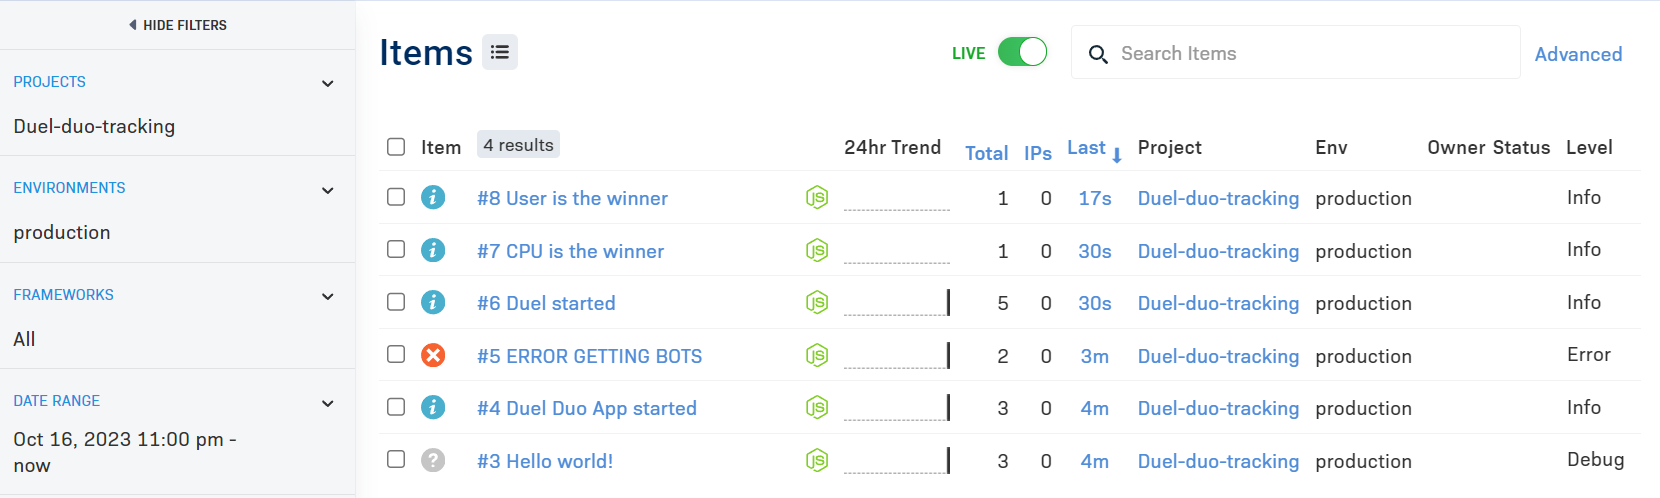 HIDE FILTERS
PROJECTS
Duel-duo-tracking
ENVIRONMENTS
production
FRAMEWORKS
All
DATE RANGE
Oct 16, 2023 11:00 pm -
now
Items
LIVE
Search Items
Advanced
Item 4 results 24hr Trend Total IPs Last Project Env Owner Status Level
#8 User is the winner JS 1 0 17s Duel-duo-tracking production Info
#7 CPU is the winner JS 1 0 30s Duel-duo-tracking production Info
#6 Duel started JS 5 0 30s Duel-duo-tracking production Info
#5 ERROR GETTING BOTS JS 2 0 3m Duel-duo-tracking production Error
#4 Duel Duo App started JS 3 0 4m Duel-duo-tracking production Info
#3 Hello world! JS 3 0 4m Duel-duo-tracking production Debug